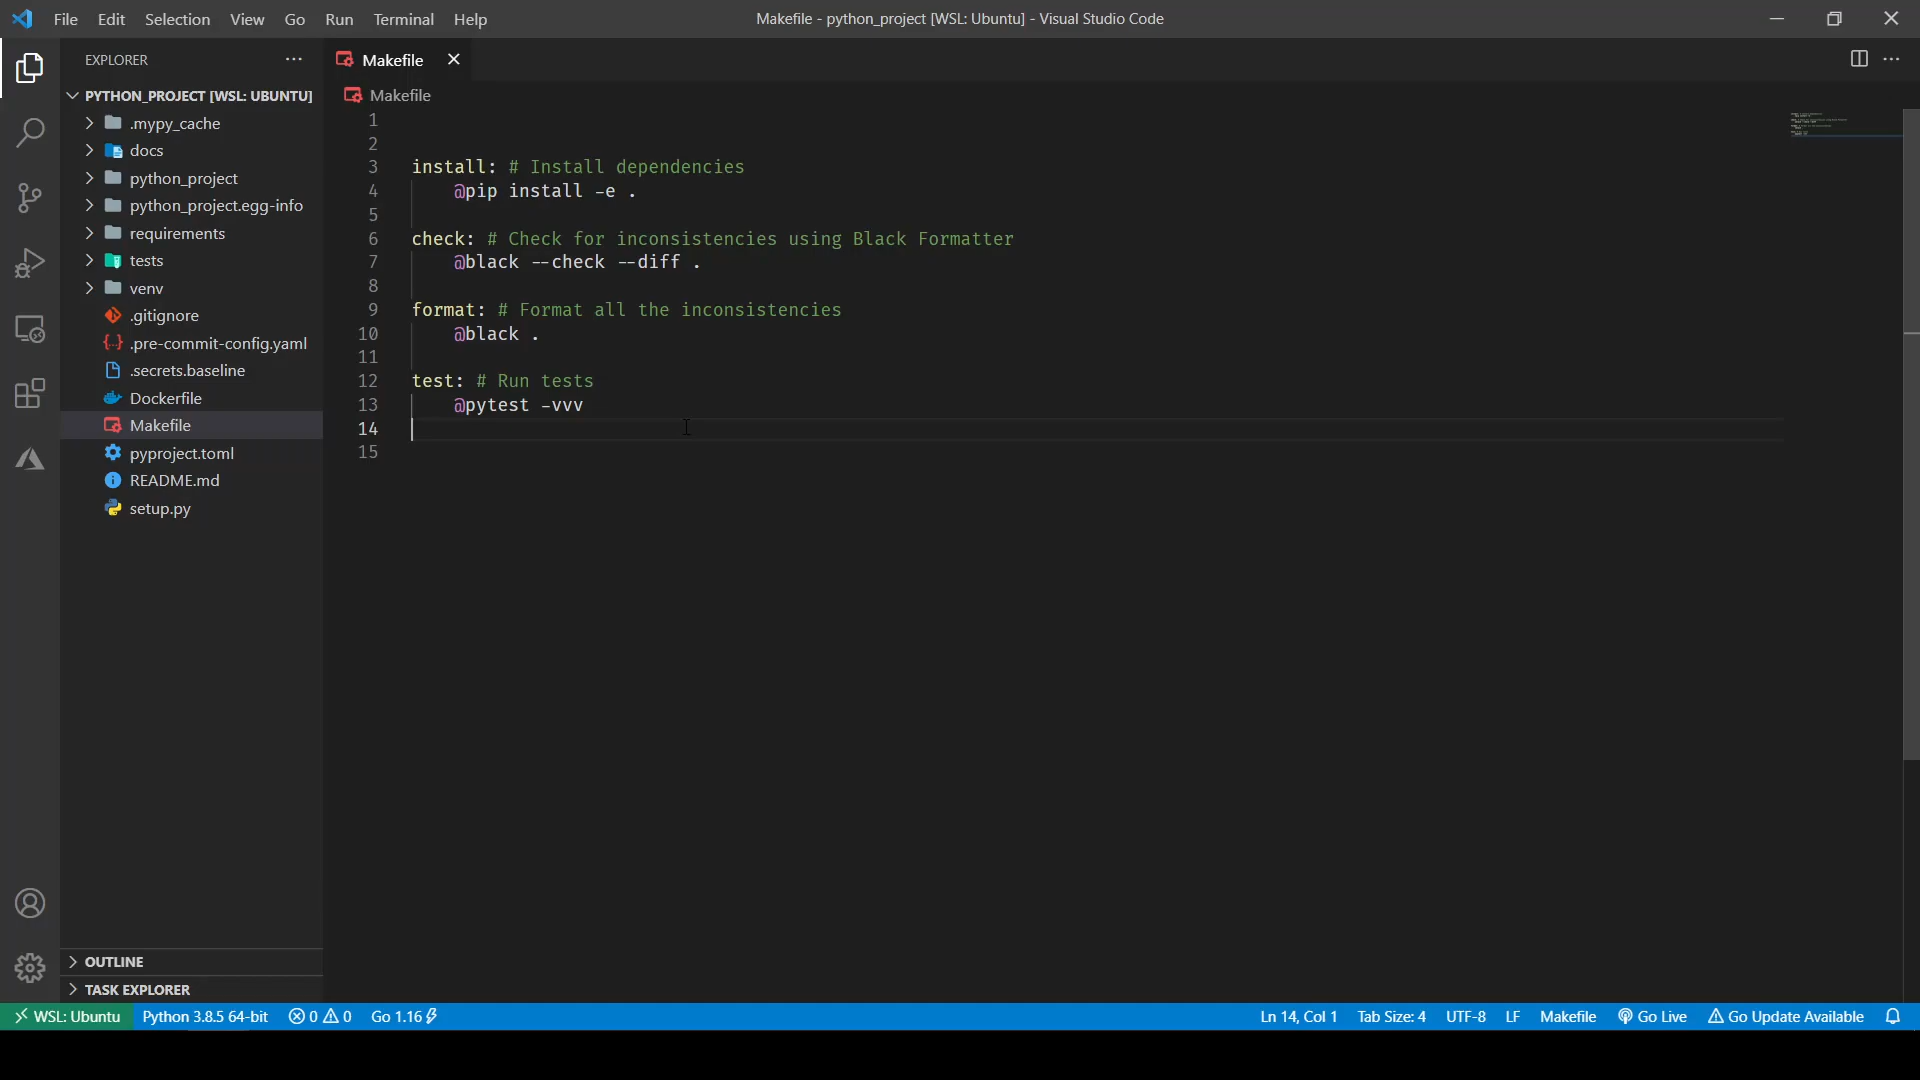 File Edit Selection View Go Run Terminal Help
Makefile - python_project [WSL: Ubuntu] - Visual Studio Code
EXPLORER
PYTHON_PROJECT [WSL: UBUNTU]
.mypy_cache
docs
python_project
python_project.egg-info
requirements
tests
venv
.gitignore
.pre-commit-config.yaml
.secrets.baseline
Dockerfile
Makefile
pyproject.toml
README.md
setup.py
OUTLINE
TASK EXPLORER
Makefile
Makefile
1
2
3 install: # Install dependencies
4 @pip install -e .
5
6 check: # Check for inconsistencies using Black Formatter
7 @black --check --diff .
8
9 format: # Format all the inconsistencies
10 @black .
11
12 test: # Run tests
13 @pytest -vvv
14
15
WSL: Ubuntu Python 3.8.5 64-bit 0 0 Go 1.16 Ln 14, Col 1 Tab Size: 4 UTF-8 LF Makefile Go Live Go Update Available